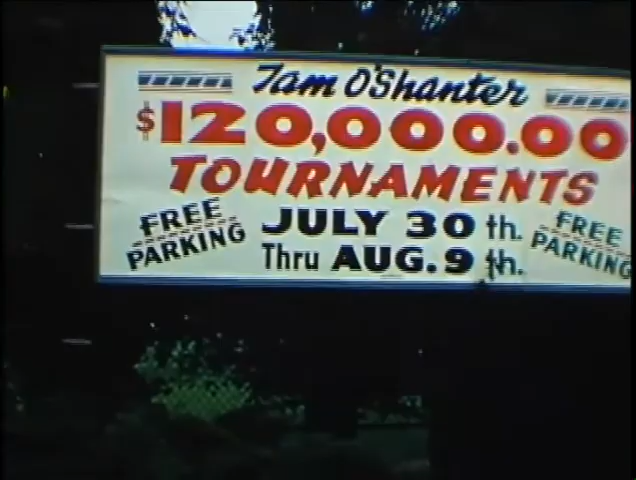 Tam O'Shanter
$120,000.00
TOURNAMENTS
FREE PARKING
JULY 30 th.
Thru AUG. 9 th.
FREE PARKING